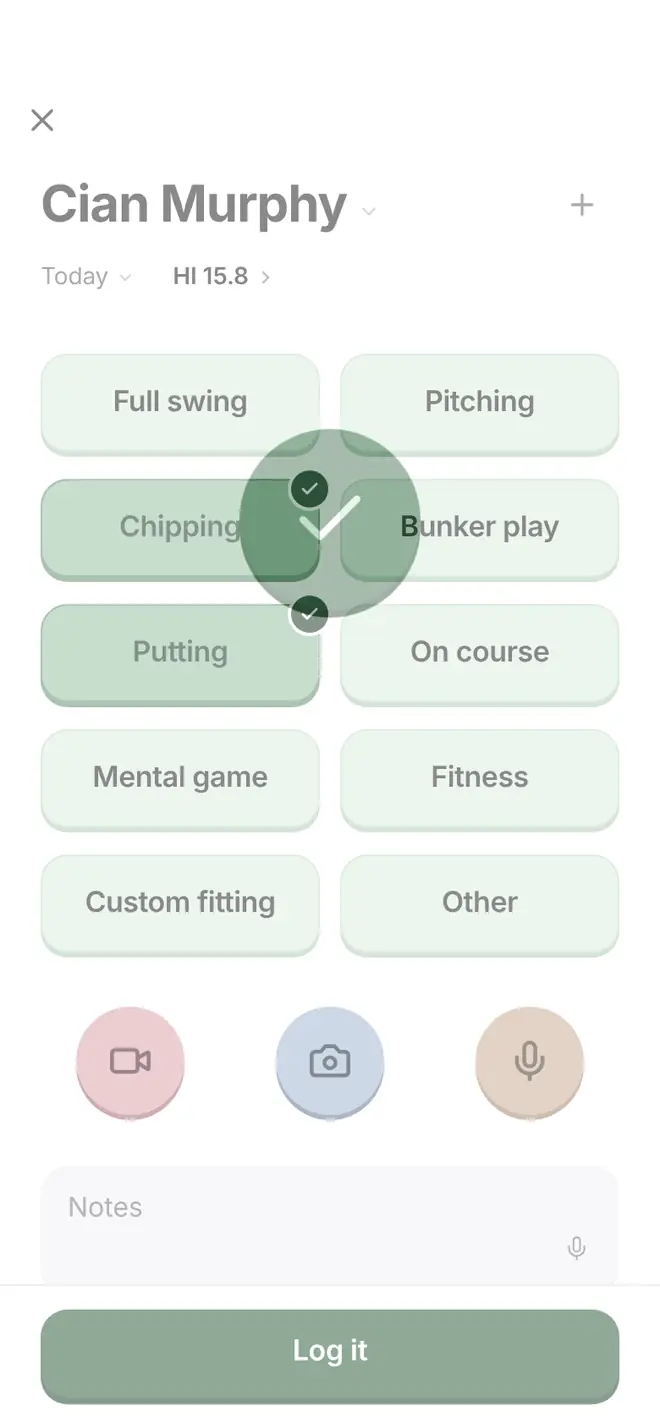 Cian Murphy
Today HI 15.8
Full swing Pitching
Chipping Bunker play
Putting On course
Mental game Fitness
Custom fitting Other
Notes
Log it